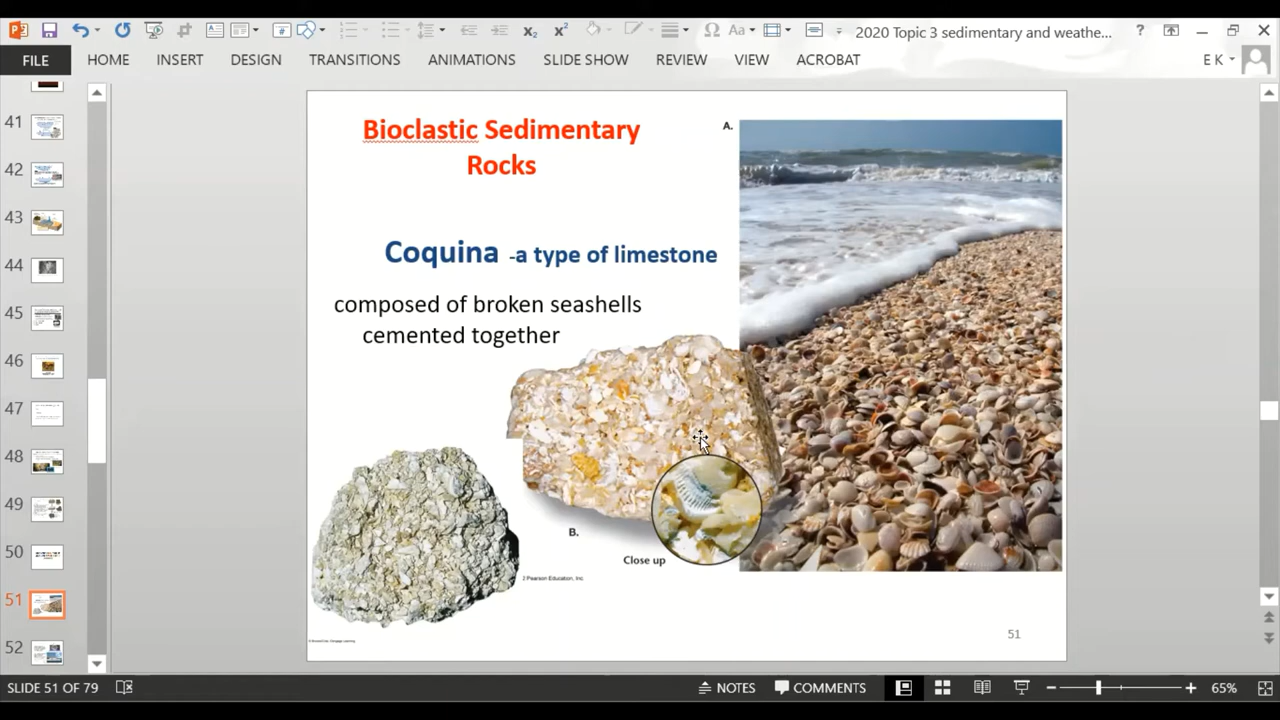 2020 Topic 3 sedimentary and weathe...
?
FILE
HOME
INSERT
DESIGN
TRANSITIONS
ANIMATIONS
SLIDE SHOW
REVIEW
VIEW
ACROBAT
E K
41
42
43
44
45
46
47
48
49
50
51
52
Bioclastic Sedimentary
Rocks
Coquina -a type of limestone
composed of broken seashells
cemented together
A.
B.
Close up
J Pearson Education, Inc.
51
SLIDE 51 OF 79
NOTES
COMMENTS
65%